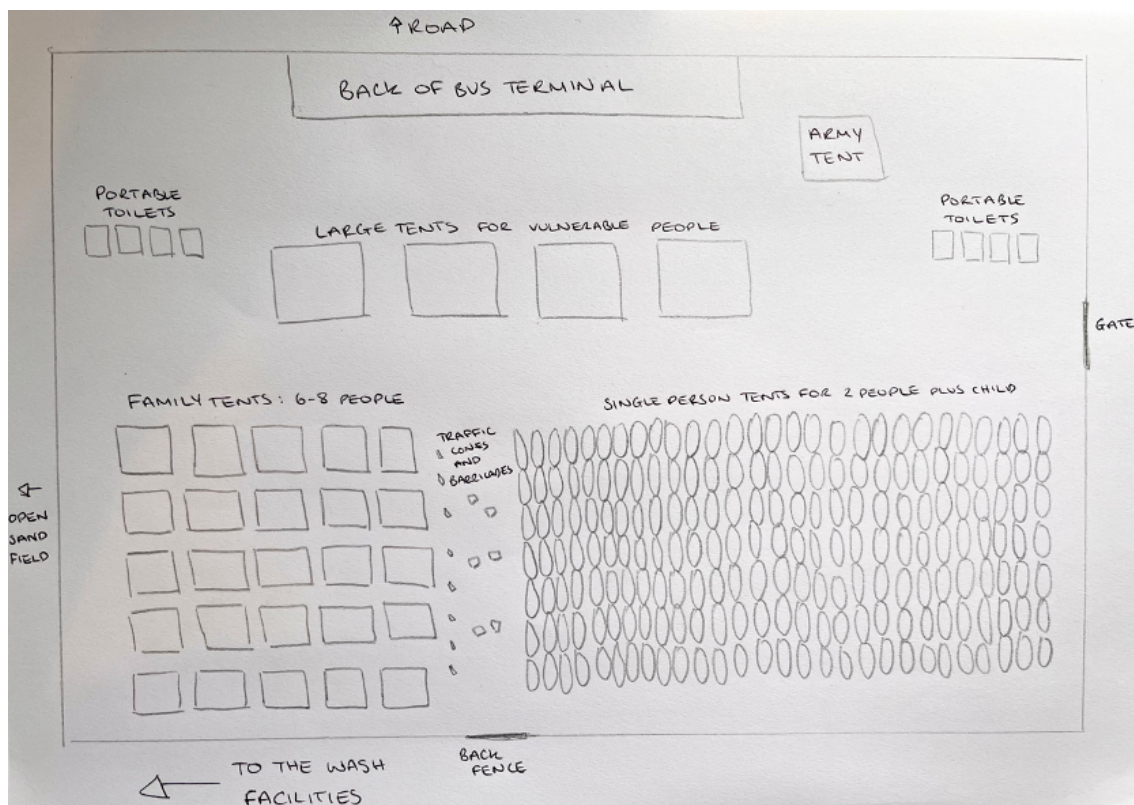 ↑ ROAD
BACK OF BUS TERMINAL
ARMY
TENT
PORTABLE
TOILETS
PORTABLE
TOILETS
LARGE TENTS FOR VULNERABLE PEOPLE
GATE
FAMILY TENTS: 6-8 PEOPLE
SINGLE PERSON TENTS FOR 2 PEOPLE PLUS CHILD
TRAFFIC
CONES
AND
BARRICADES
←
OPEN
SAND
FIELD
BACK
FENCE
TO THE WASH
FACILITIES